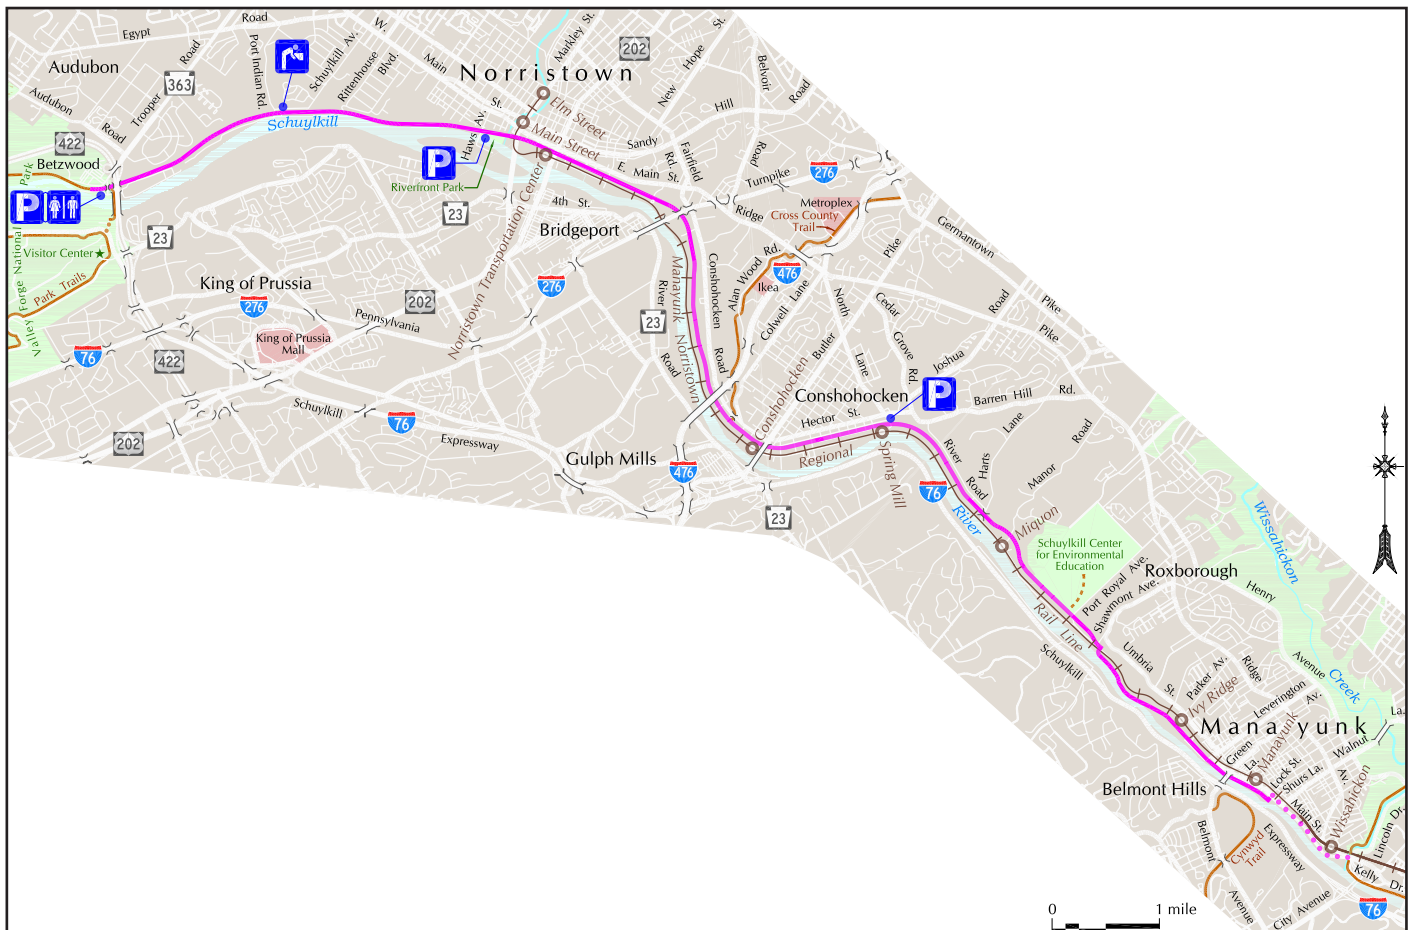 Road
Egypt
W.
Main
St.
Markley St.
202
New Hope St.
Belvoir
Road
Audubon
363
Trooper Road
Port Indian Rd.
Schuylkill Av.
Rittenhouse
Blvd.
Norristown
Audubon
Road
Schuylkill
Elm Street
Main Street
Hill
Sandy
Road
422
Betzwood
Haws Av.
P
Riverfront Park
E. Main St.
Fairfield
Rd.
Turnpike
276
Park
P
4th St.
23
Bridgeport
Ridge
Metroplex
Cross County
Trail
Germantown
Pike
23
Visitor Center
Park Trails
Valley Forge National
King of Prussia
276
202
Norristown Transportation Center
276
Pennsylvania
King of Prussia
Mall
76
422
Manayunk
Norristown
River
Road
23
Conshohocken
Road
Alan Wood Rd.
476
Ikea
Colwell Lane
North
Lane
Butler
Pike
Cedar
Grove
Rd.
Joshua
Road
Pike
Conshohocken
P
Schuylkill
76
Expressway
202
Gulph Mills
476
Conshohocken
Hector St.
Barren Hill Rd.
Regional
Spring Mill
River
Road
Harts
Lane
Manor
Road
76
23
River
Miquon
Schuylkill Center
for Environmental
Education
Port Royal Ave.
Shawmont Ave.
Roxborough
Henry
Avenue
Wissahickon
Creek
Rail Line
Schuylkill
Umbria
St.
Parker Av.
Ivy Ridge
Ridge
Av.
Leverington
Manayunk
Green
La.
Manayunk
Lock St.
Shurs La.
Walnut
La.
Av.
Main St.
Wissahickon
Belmont Hills
Belmont
Avenue
Cynwyd
Trail
Expressway
City Avenue
Lincoln Dr.
Kelly Dr.
76
0 1 mile